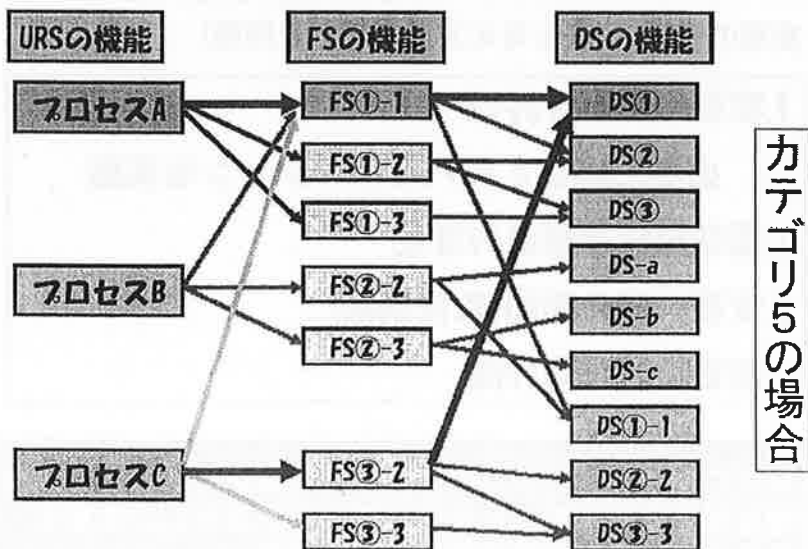 URSの機能
FSの機能
DSの機能
プロセスA
FS①-1
DS①
FS①-2
DS②
FS①-3
DS③
プロセスB
FS②-2
DS-a
FS②-3
DS-b
DS-c
DS①-1
プロセスC
FS③-2
DS②-2
FS③-3
DS③-3
カテゴリ5の場合